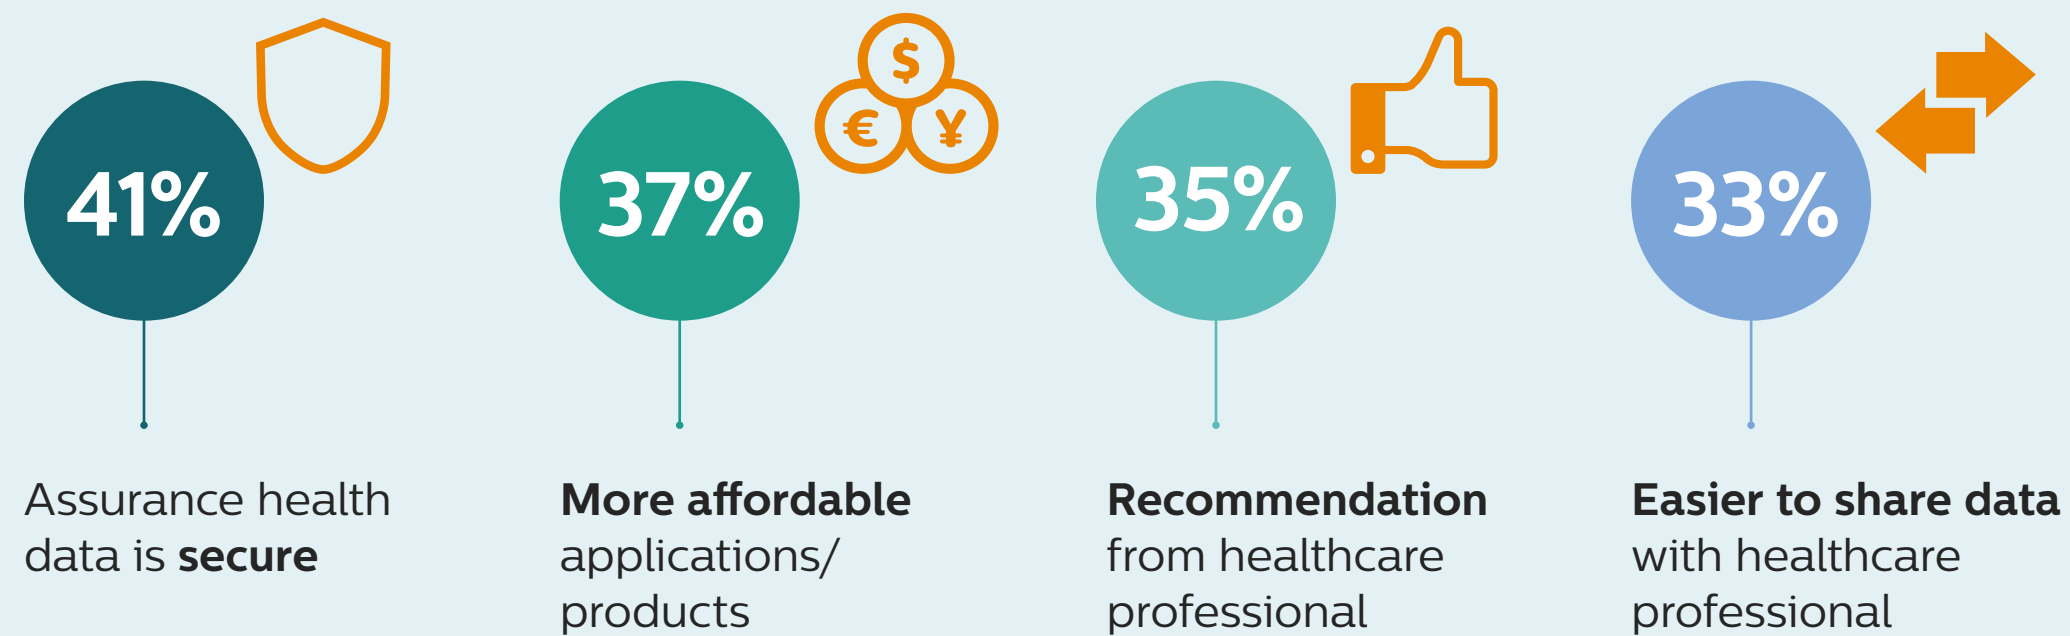 41%
Assurance health
data is secure
$
€ ¥
37%
More affordable
applications/
products
35%
Recommendation
from healthcare
professional
33%
Easier to share data
with healthcare
professional